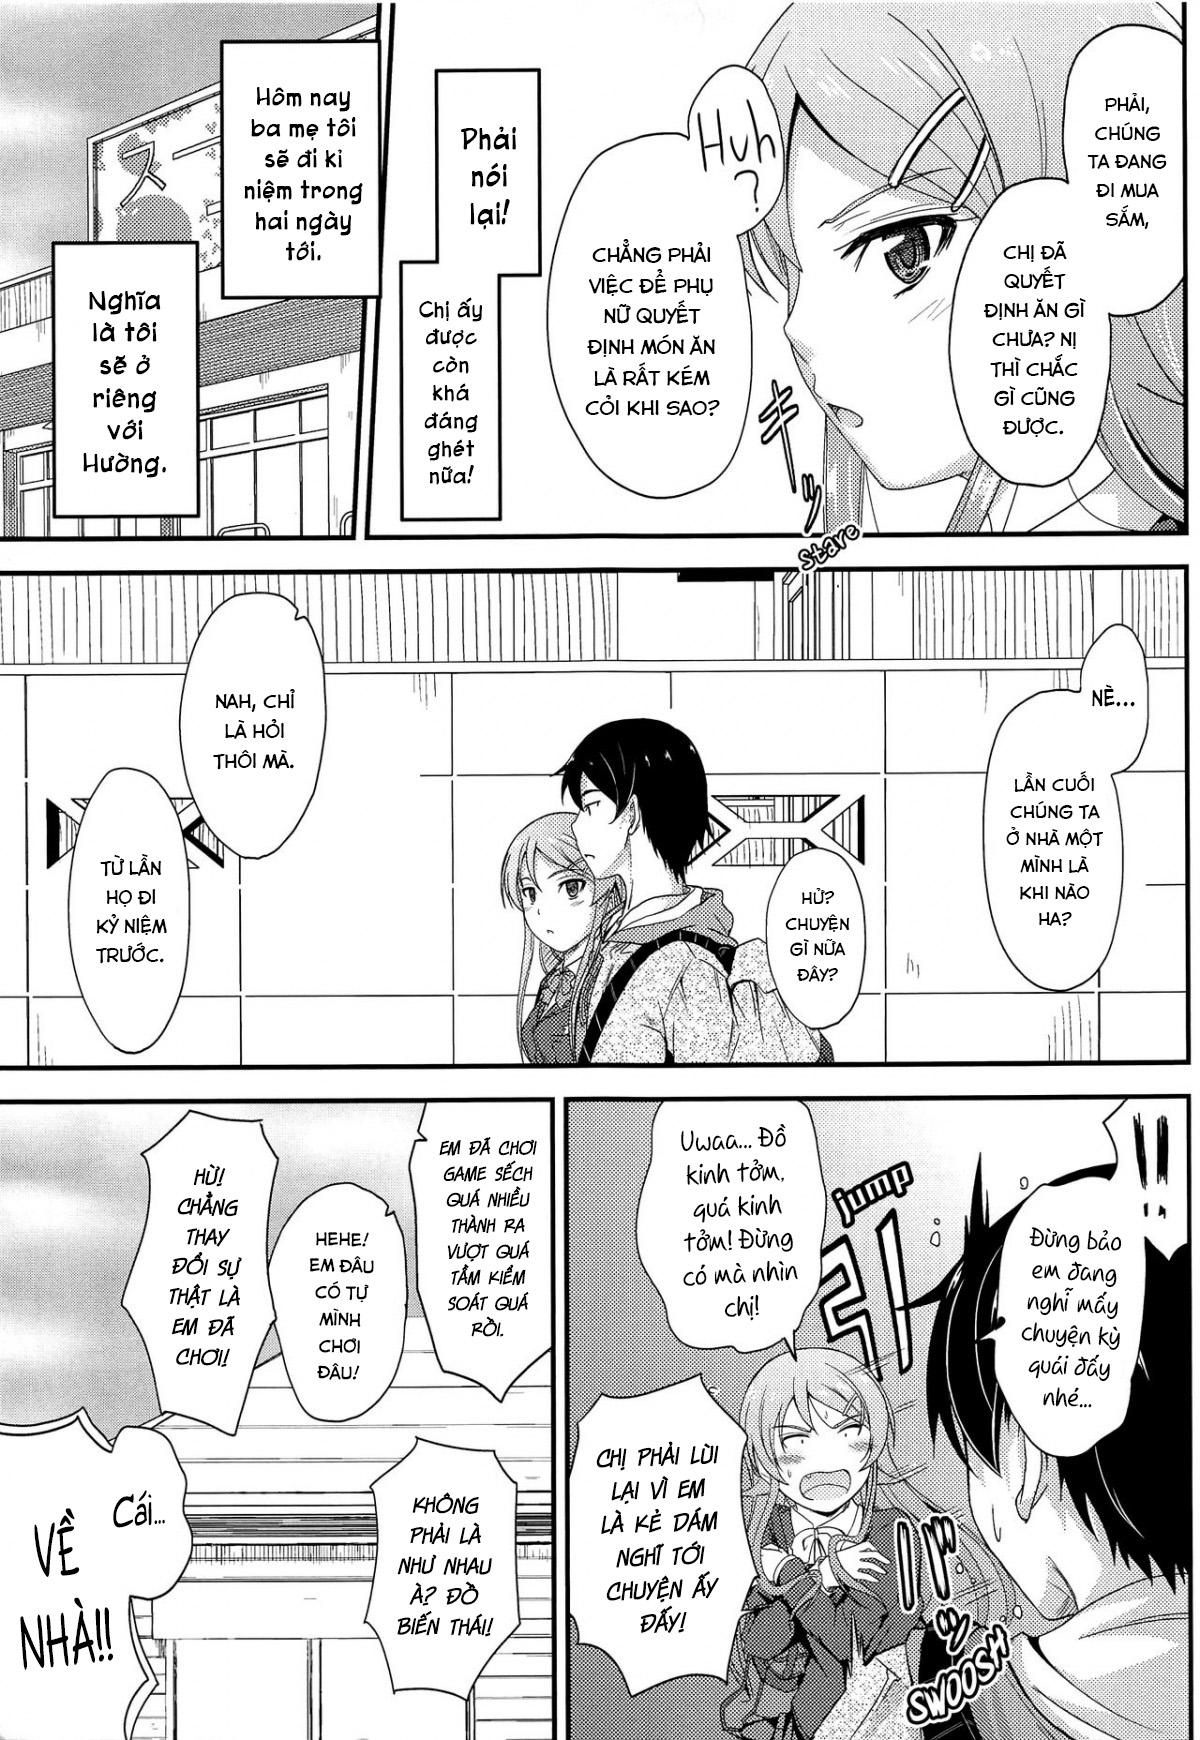 PHẢI,
CHÚNG
TA ĐANG
ĐI MUA
SẮM,
CHỊ ĐÃ
QUYẾT
ĐỊNH ĂN GÌ
CHƯA? NỊ
THÌ CHẮC
GÌ CŨNG
ĐƯỢC.
Huh
?
CHẲNG PHẢI
VIỆC ĐỂ PHỤ
NỮ QUYẾT
ĐỊNH MÓN ĂN
LÀ RẤT KÉM
CỎI KHI SAO?
キッ
stare
Phải
nói
lại!
Chị ấy
được
còn
khá
đáng
ghét
nữa!
Hôm nay
ba mẹ tôi
sẽ đi kỉ
niệm trong
hai ngày
tới.
スー
Nghĩa
là tôi
sẽ ở
riêng
với
Hường.
NÈ...
LẦN CUỐI
CHÚNG TA
Ở NHÀ MỘT
MÌNH LÀ
KHI NÀO
HA?
HỬ?
CHUYỆN
GÌ NỮA
ĐÂY?
NAH, CHỈ
LÀ HỎI
THÔI MÀ.
TỪ LẦN
HỌ ĐI
KỶ NIỆM
TRƯỚC.
Đừng bảo
em đang
nghĩ mấy
chuyện kỳ
quái đấy
nhé...
jump
Uwaa... Đồ
kinh tởm,
quá kinh
tởm! Đừng
có mà nhìn
chị!
CHỊ PHẢI LÙI
LẠI VÌ EM
LÀ KẺ DÁM
NGHĨ TỚI
CHUYỆN ẤY
ĐẤY!
SWOOSH
EM ĐÃ CHƠI
GAME SẾCH
QUÁ NHIỀU
THÀNH RA
VƯỢT QUÁ
TẦM KIỂM
SOÁT QUÁ
RỒI.
HEHE!
EM ĐÂU
CÓ TỰ
MÌNH
CHƠI
ĐÂU!
HỪ!
CHẲNG
THAY
ĐỔI SỰ
THẬT LÀ
EM ĐÃ
CHƠI!
KHÔNG
PHẢI LÀ
NHƯ NHAU
À? ĐỒ
BIẾN THÁI!
Cái...
VỀ
NHÀ!!